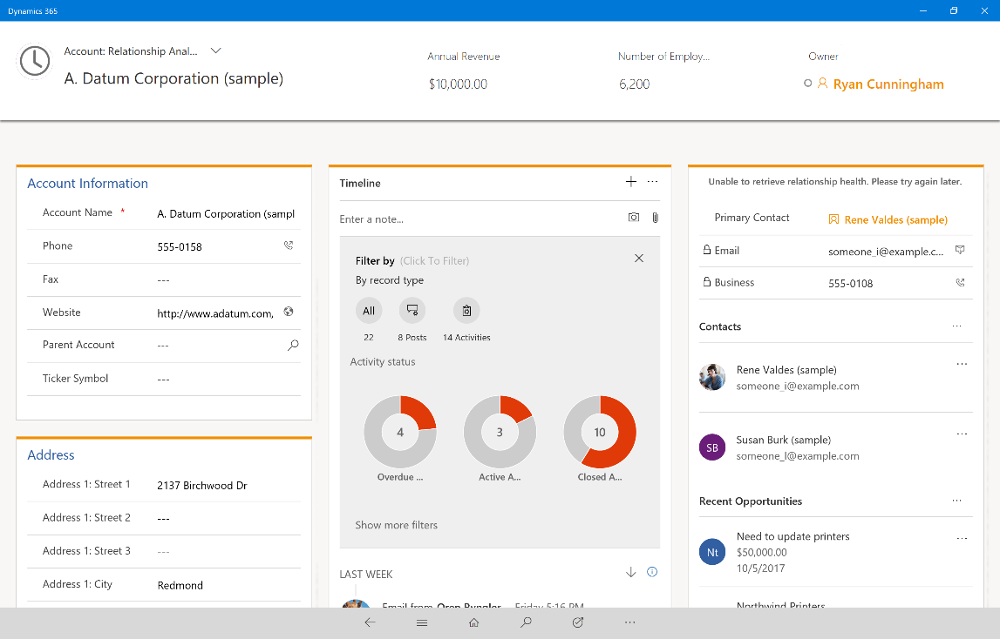 Dynamics 365
Account: Relationship Anal...
A. Datum Corporation (sample)
Annual Revenue
$10,000.00
Number of Employ...
6,200
Owner
Ryan Cunningham
Account Information
Account Name *
A. Datum Corporation (sampl
Phone
555-0158
Fax
---
Website
http://www.adatum.com,
Parent Account
---
Ticker Symbol
---
Address
Address 1: Street 1
2137 Birchwood Dr
Address 1: Street 2
---
Address 1: Street 3
---
Address 1: City
Redmond
Timeline
Enter a note...
Filter by (Click To Filter)
By record type
All
22
8 Posts
14 Activities
Activity status
4
3
10
Overdue ...
Active A...
Closed A...
Show more filters
LAST WEEK
Email from Oren Ryngler Friday 5:16 PM
Unable to retrieve relationship health. Please try again later.
Primary Contact
Rene Valdes (sample)
Email
someone_i@example.c...
Business
555-0108
Contacts
Rene Valdes (sample)
someone_i@example.com
SB
Susan Burk (sample)
someone_l@example.com
Recent Opportunities
Nt
Need to update printers
$50,000.00
10/5/2017
Northwind Printers